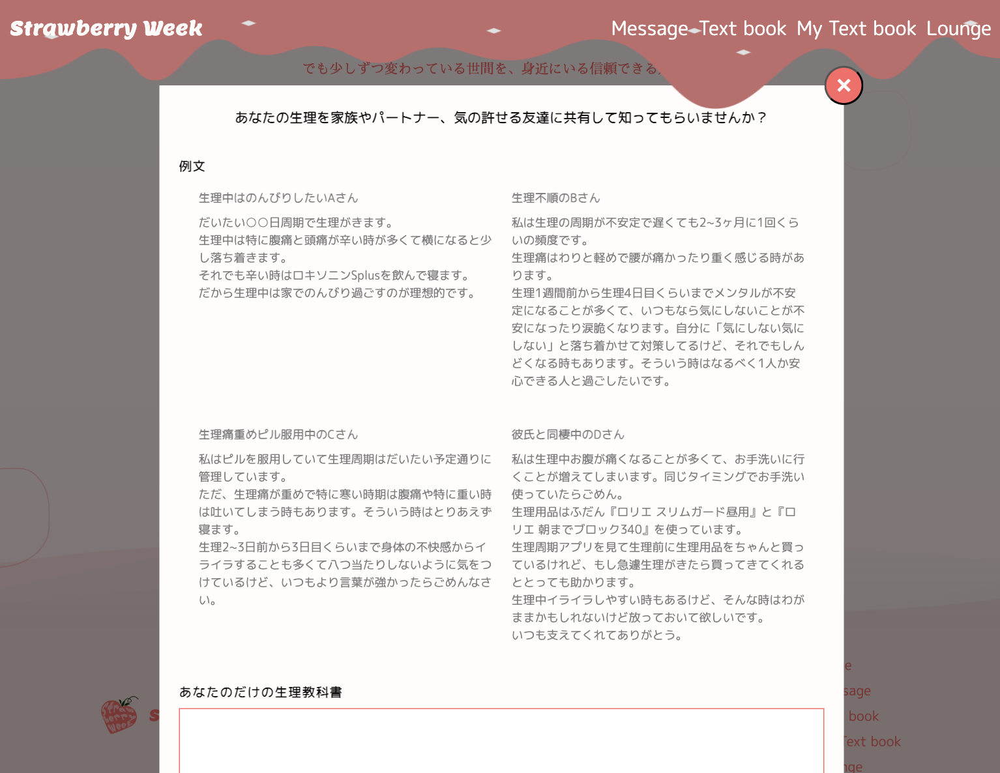 Strawberry Week
Message Text book My Text book Lounge
でも少しずつ変わっている世間を、身近にいる信頼できる
あなたの生理を家族やパートナー、気の許せる友達に共有して知ってもらいませんか？
例文
生理中はのんびりしたいAさん
だいたい〇〇日周期で生理がきます。
生理中は特に腹痛と頭痛が辛い時が多くて横になると少
し落ち着きます。
それでも辛い時はロキソニンSplusを飲んで寝ます。
だから生理中は家でのんびり過ごすのが理想的です。
生理不順のBさん
私は生理の周期が不安定で遅くても2~3ヶ月に1回くら
いの頻度です。
生理痛はわりと軽めで腰が痛かったり重く感じる時があ
ります。
生理1週間前から生理4日目くらいまでメンタルが不安
定になることが多くて、いつもなら気にしないことが不
安になったり涙脆くなります。自分に「気にしない気に
しない」と落ち着かせて対策してるけど、それでもしん
どくなる時もあります。そういう時はなるべく1人か安
心できる人と過ごしたいです。
生理痛重めピル服用中のCさん
私はピルを服用していて生理周期はだいたい予定通りに
管理しています。
ただ、生理痛が重めで特に寒い時期は腹痛や特に重い時
は吐いてしまう時もあります。そういう時はとりあえず
寝ます。
生理2~3日前から3日目くらいまで身体の不快感からイ
ライラすることも多くて八つ当たりしないように気をつ
けているけど、いつもより言葉が強かったらごめんなさ
い。
彼氏と同棲中のDさん
私は生理中お腹が痛くなることが多くて、お手洗いに行
くことが増えてしまいます。同じタイミングでお手洗い
使っていたらごめん。
生理用品はふだん『ロリエ スリムガード昼用』と『ロ
リエ 朝までブロック340』を使っています。
生理周期アプリを見て生理前に生理用品をちゃんと買っ
ているけれど、もし急遽生理がきたら買ってきてくれる
ととっても助かります。
生理中イライラしやすい時もあるけど、そんな時はわが
ままかもしれないけど放っておいて欲しいです。
いつも支えてくれてありがとう。
あなたのだけの生理教科書
Strawberry Week
S
e
sage
book
Text book
nge